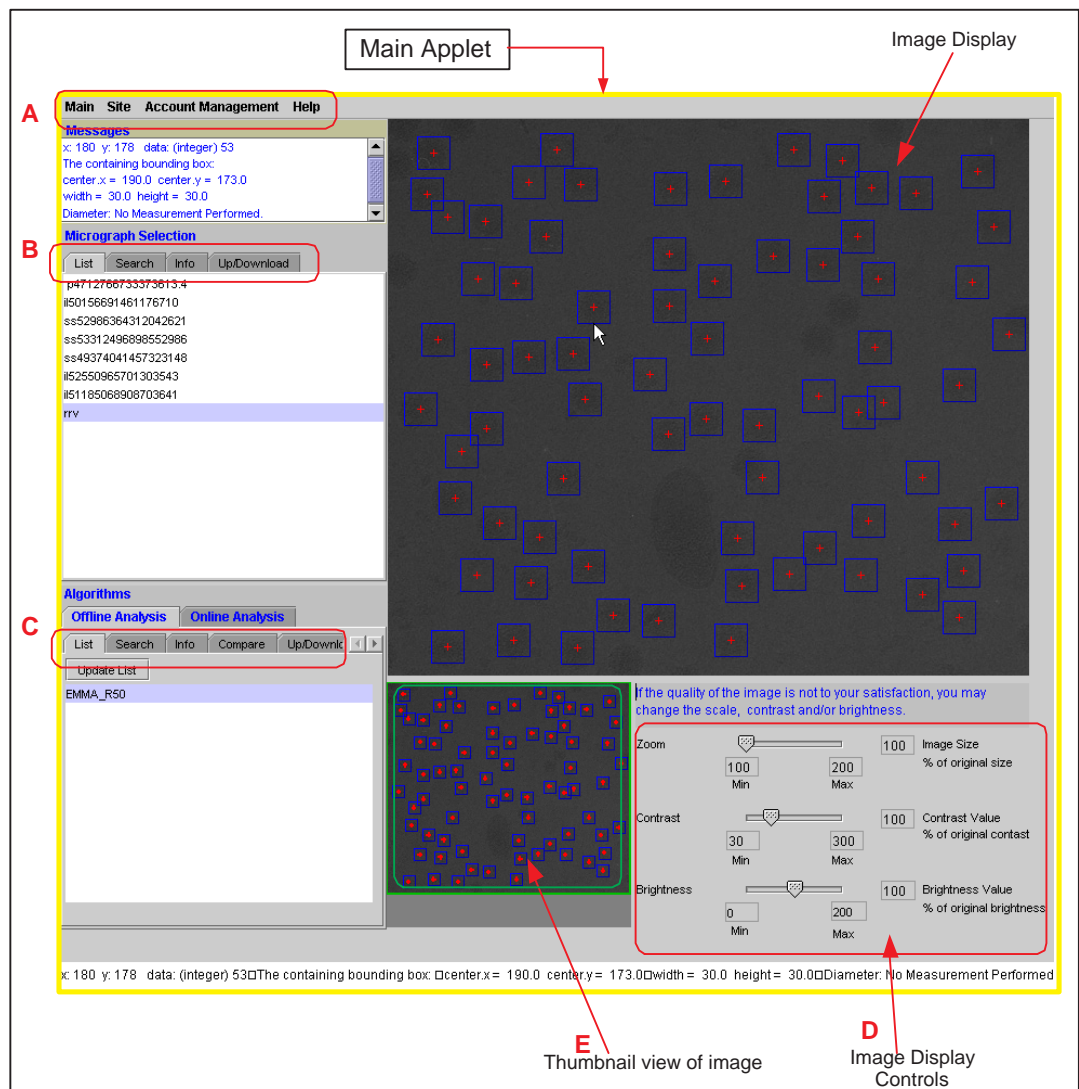 Main Applet
Image Display
A
Main Site Account Management Help
Messages
x: 180 y: 178 data: (integer) 53
The containing bounding box:
center.x = 190.0 center.y = 173.0
width = 30.0 height = 30.0
Diameter: No Measurement Performed.
B
Micrograph Selection
List Search Info Up/Download
p4712766733373613.4
il50156691461176710
ss52986364312042621
ss53312496898552986
ss49374041457323148
il52550965701303543
il51185068908703641
rrv
Algorithms
Offline Analysis Online Analysis
C
List Search Info Compare Up/Downlc
Update List
EMMA_R50
If the quality of the image is not to your satisfaction, you may
change the scale, contrast and/or brightness.
Zoom 100 Image Size
% of original size
100 200
Min Max
Contrast 100 Contrast Value
% of original contast
30 300
Min Max
Brightness 100 Brightness Value
% of original brightness
0 200
Min Max
x: 180 y: 178 data: (integer) 53□The containing bounding box: □center.x = 190.0 center.y = 173.0□width = 30.0 height = 30.0□Diameter: No Measurement Performed
E
Thumbnail view of image
D
Image Display
Controls